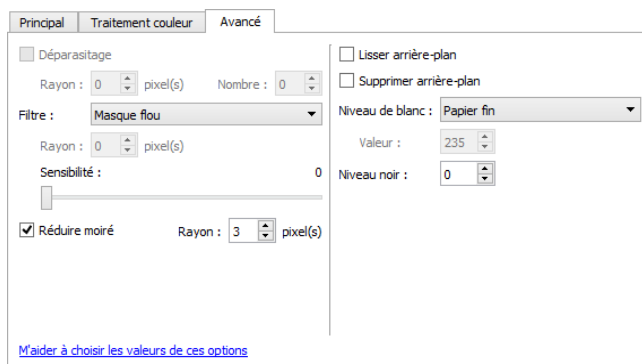 Principal Traitement couleur Avancé
Déparasitage
Rayon : 0 pixel(s) Nombre : 0
Filtre : Masque flou
Rayon : 0 pixel(s)
Sensibilité : 0
Réduire moiré Rayon : 3 pixel(s)
Lisser arrière-plan
Supprimer arrière-plan
Niveau de blanc : Papier fin
Valeur : 235
Niveau noir : 0
M'aider à choisir les valeurs de ces options